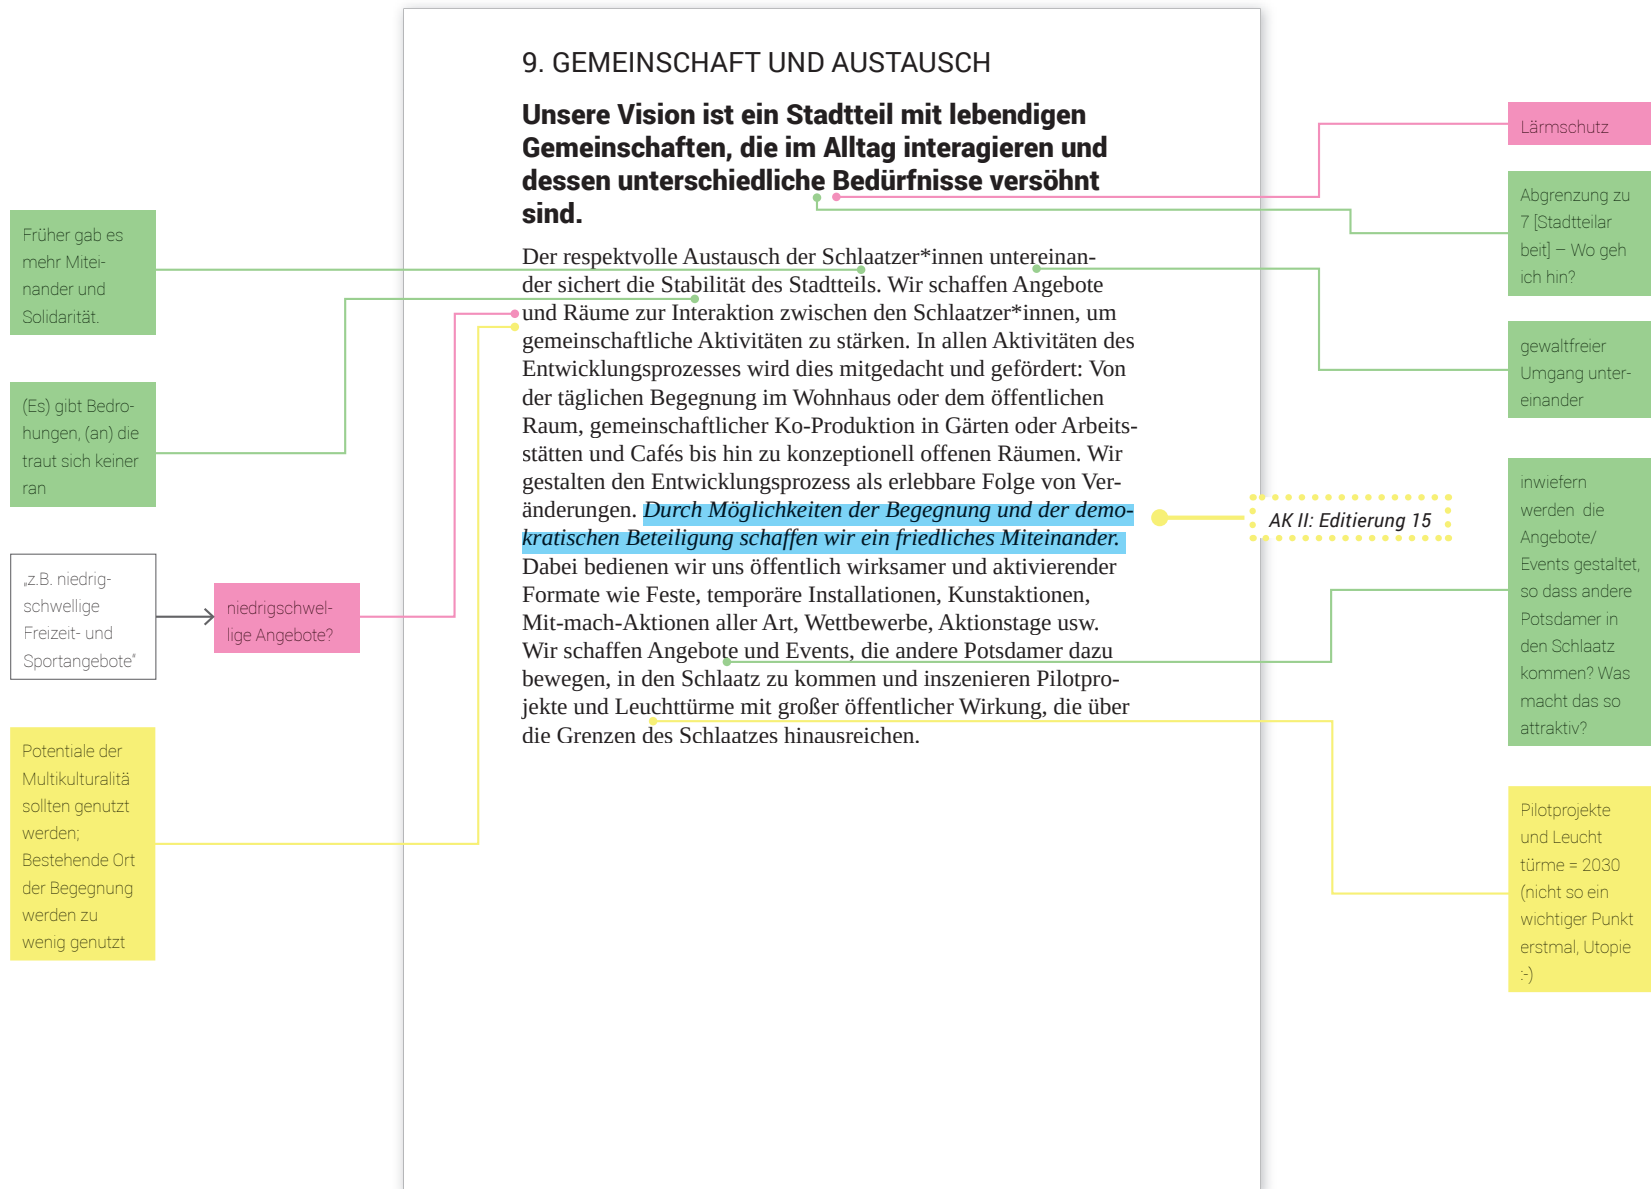 9. GEMEINSCHAFT UND AUSTAUSCH
Unsere Vision ist ein Stadtteil mit lebendigen
Gemeinschaften, die im Alltag interagieren und
dessen unterschiedliche Bedürfnisse versöhnt
sind.
Der respektvolle Austausch der Schlaatzer*innen untereinan-
der sichert die Stabilität des Stadtteils. Wir schaffen Angebote
und Räume zur Interaktion zwischen den Schlaatzer*innen, um
gemeinschaftliche Aktivitäten zu stärken. In allen Aktivitäten des
Entwicklungsprozesses wird dies mitgedacht und gefördert: Von
der täglichen Begegnung im Wohnhaus oder dem öffentlichen
Raum, gemeinschaftlicher Ko-Produktion in Gärten oder Arbeits-
stätten und Cafés bis hin zu konzeptionell offenen Räumen. Wir
gestalten den Entwicklungsprozess als erlebbare Folge von Ver-
änderungen. Durch Möglichkeiten der Begegnung und der demo-
kratischen Beteiligung schaffen wir ein friedliches Miteinander.
Dabei bedienen wir uns öffentlich wirksamer und aktivierender
Formate wie Feste, temporäre Installationen, Kunstaktionen,
Mit-mach-Aktionen aller Art, Wettbewerbe, Aktionstage usw.
Wir schaffen Angebote und Events, die andere Potsdamer dazu
bewegen, in den Schlaatz zu kommen und inszenieren Pilotpro-
jekte und Leuchttürme mit großer öffentlicher Wirkung, die über
die Grenzen des Schlaatzes hinausreichen.
Früher gab es
mehr Mitei-
nander und
Solidarität.
(Es) gibt Bedro-
hungen, (an) die
traut sich keiner
ran
„z.B. niedrig-
schwellige
Freizeit- und
Sportangebote"
niedrigschwel-
lige Angebote?
Potentiale der
Multikulturalitä
sollten genutzt
werden;
Bestehende Ort
der Begegnung
werden zu
wenig genutzt
Lärmschutz
Abgrenzung zu
7 [Stadtteilar
beit] – Wo geh
ich hin?
gewaltfreier
Umgang unter-
einander
AK II: Editierung 15
inwiefern
werden die
Angebote/
Events gestaltet,
so dass andere
Potsdamer in
den Schlaatz
kommen? Was
macht das so
attraktiv?
Pilotprojekte
und Leucht
türme = 2030
(nicht so ein
wichtiger Punkt
erstmal, Utopie
:-)